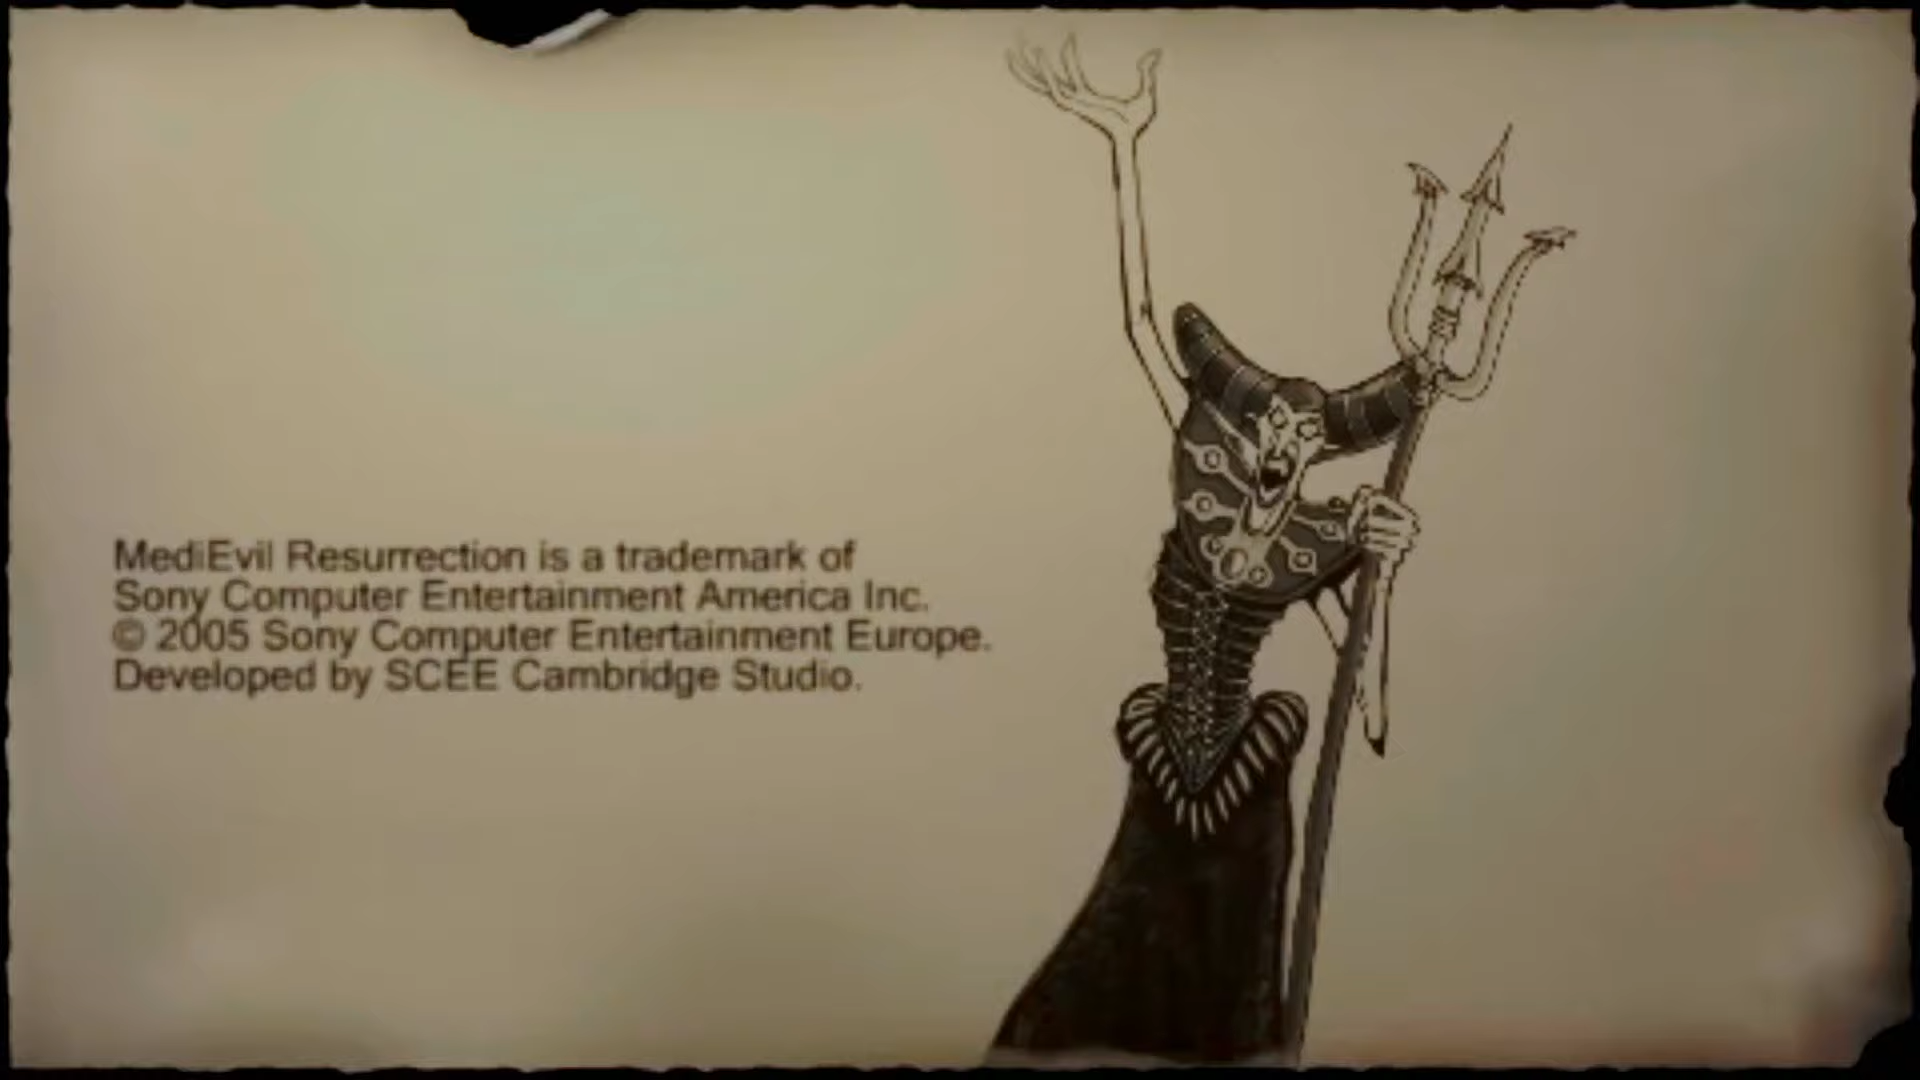 MediEvil Resurrection is a trademark of
Sony Computer Entertainment America Inc.
© 2005 Sony Computer Entertainment Europe.
Developed by SCEE Cambridge Studio.